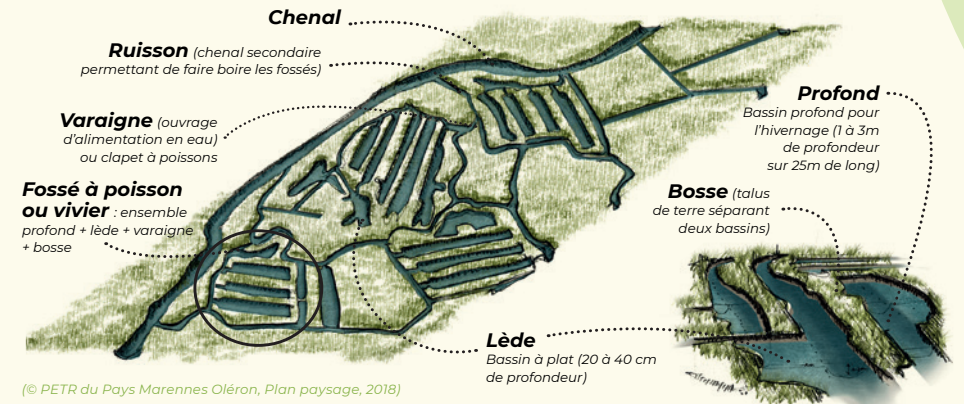 Chenal
Ruisson (chenal secondaire
permettant de faire boire les fossés)
Varaigne (ouvrage
d'alimentation en eau)
ou clapet à poissons
Fossé à poisson
ou vivier : ensemble
profond + lède + varaigne
+ bosse
Profond
Bassin profond pour
l'hivernage (1 à 3m
de profondeur
sur 25m de long)
Bosse (talus
de terre séparant
deux bassins)
Lède
Bassin à plat (20 à 40 cm
de profondeur)
(© PETR du Pays Marennes Oléron, Plan paysage, 2018)